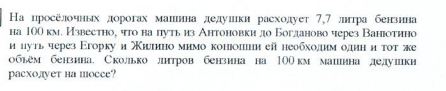 На просёлочных дорогах машина дедушки расходует 7,7 литра бензина
на 100 км. Известно, что на путь из Антоновки до Богданово через Ванютино
и путь через Егорку и Жилино мимо конюшни ей необходим один и тот же
объём бензина. Сколько литров бензина на 100 км машина дедушки
расходует на шоссе?